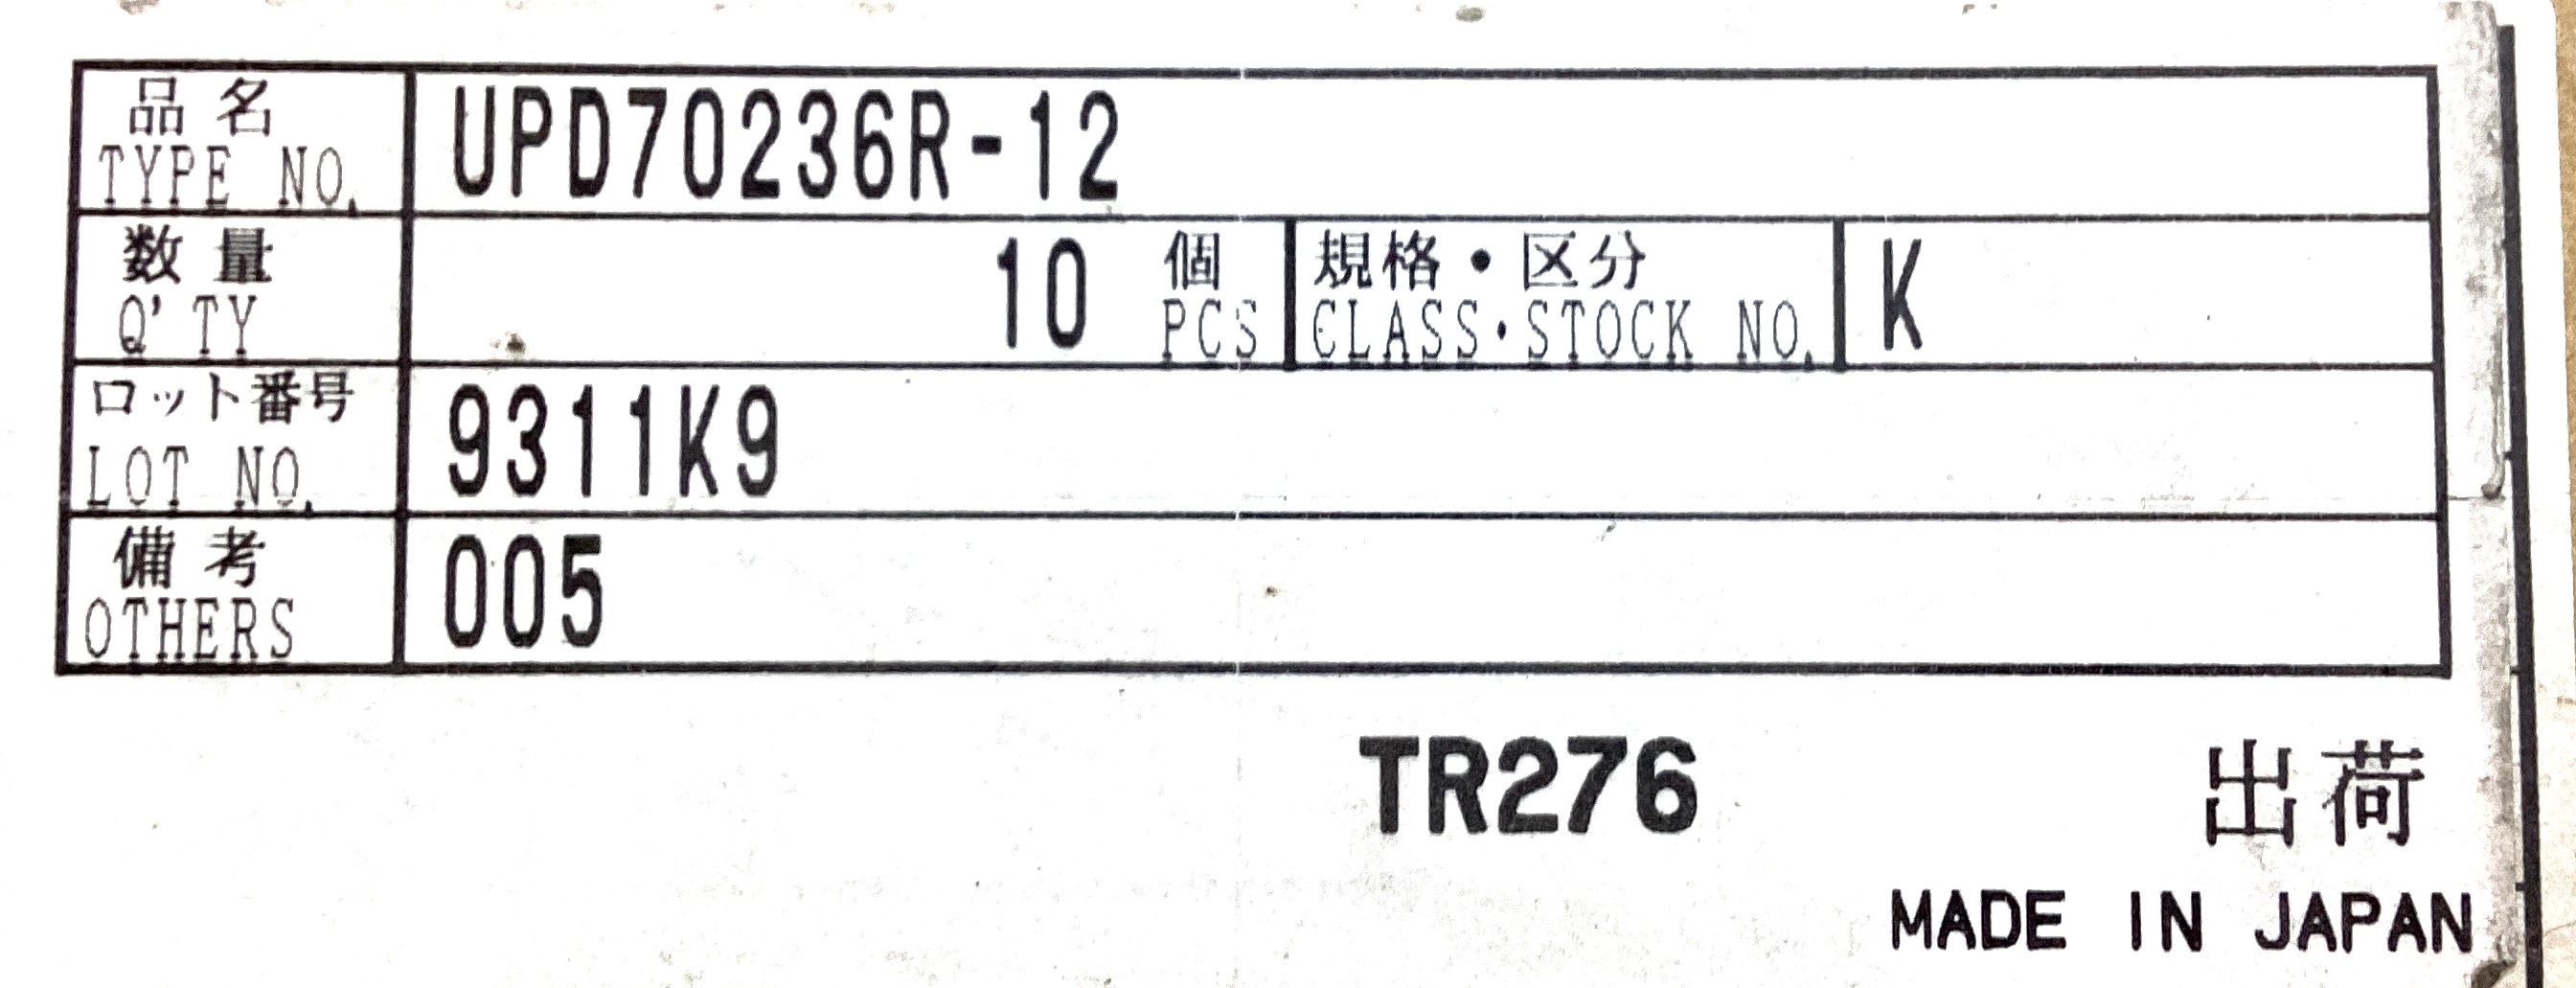 品名 UPD70236R-12
TYPE NO.
数量 10 個 規格・区分 K
Q'TY PCS CLASS・STOCK NO.
ロット番号 9311K9
LOT NO.
備考 005
OTHERS
TR276 出荷
MADE IN JAPAN